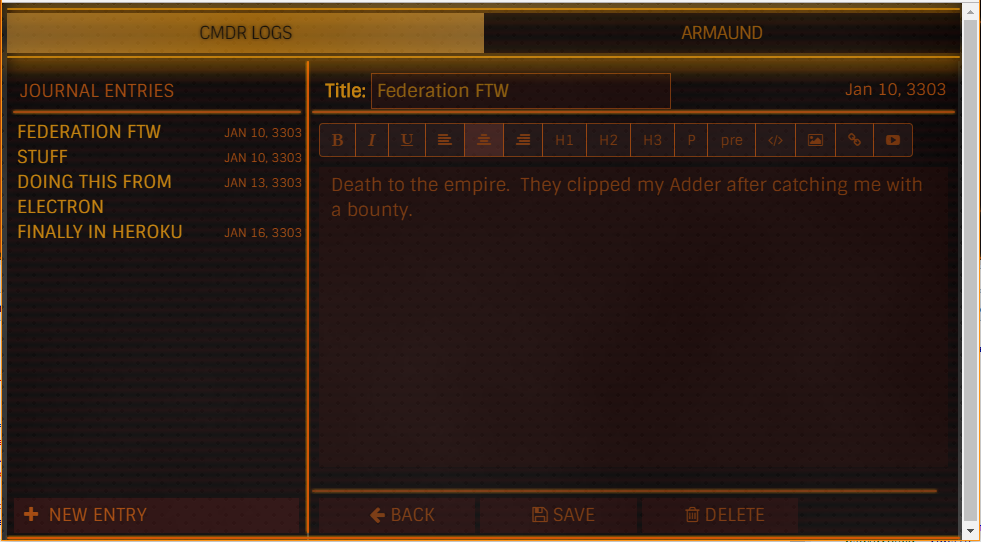 CMDR LOGS
ARMAUND
JOURNAL ENTRIES
FEDERATION FTW JAN 10, 3303
STUFF JAN 10, 3303
DOING THIS FROM JAN 13, 3303
ELECTRON
FINALLY IN HEROKU JAN 16, 3303
NEW ENTRY
Title: Federation FTW Jan 10, 3303
B I U H1 H2 H3 P pre </>
Death to the empire.  They clipped my Adder after catching me with
a bounty.
BACK SAVE DELETE